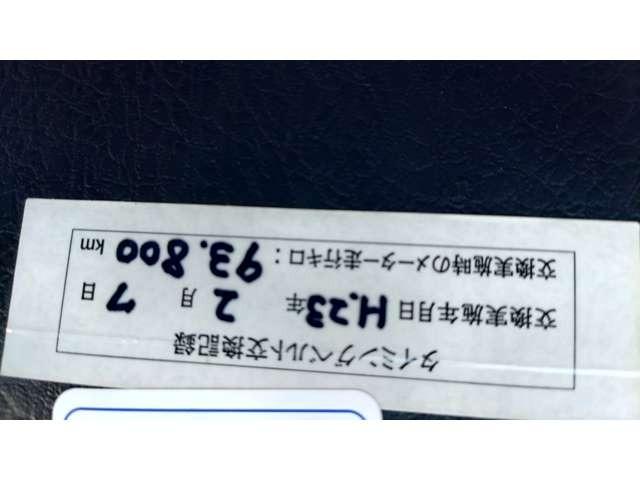 タイミングベルト交換記録
交換実施年月日 H.23年 2月 7日
交換実施時のメーター走行キロ： 93.800 km